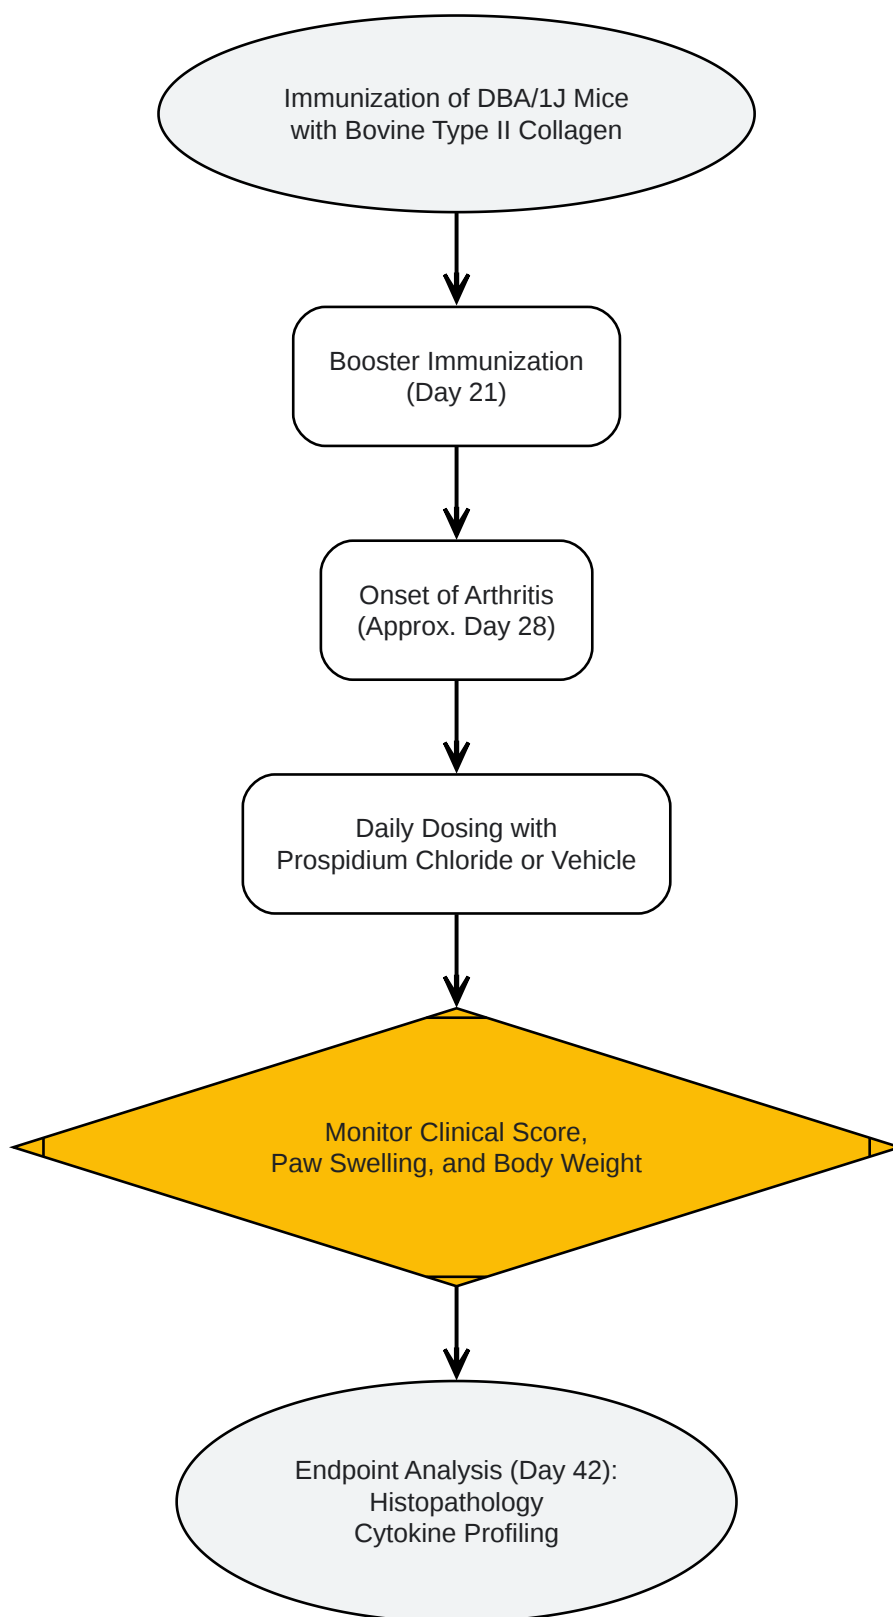 Immunization of DBA/1J Mice
with Bovine Type II Collagen
Booster Immunization
(Day 21)
Onset of Arthritis
(Approx. Day 28)
Daily Dosing with
Prospidium Chloride or Vehicle
Monitor Clinical Score,
Paw Swelling, and Body Weight
Endpoint Analysis (Day 42):
Histopathology
Cytokine Profiling